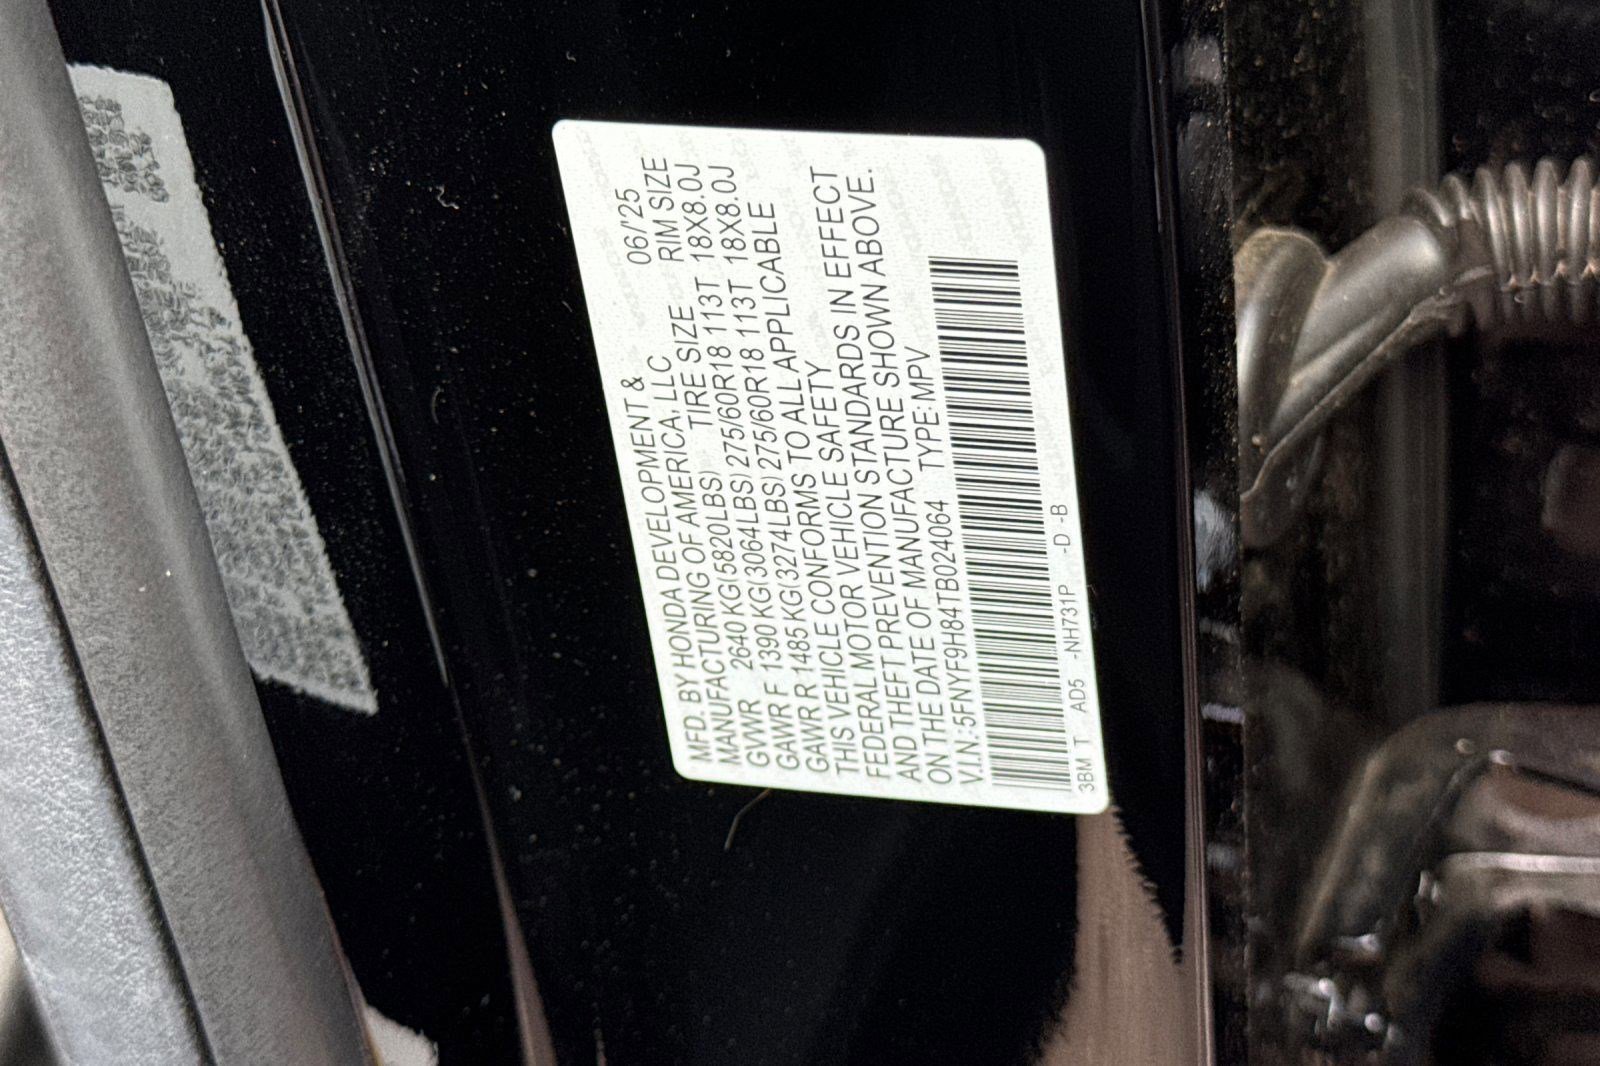 MFD. BY HONDA DEVELOPMENT & 06/'25
MANUFACTURING OF AMERICA, LLC
TIRE SIZE RIM SIZE
GVWR 2640 KG(5820LBS)
GAWR F 1390 KG(3064LBS) 275/60R18 113T 18X8.0J
GAWR R 1485 KG(3274LBS) 275/60R18 113T 18X8.0J
THIS VEHICLE CONFORMS TO ALL APPLICABLE
FEDERAL MOTOR VEHICLE SAFETY
AND THEFT PREVENTION STANDARDS IN EFFECT
ON THE DATE OF MANUFACTURE SHOWN ABOVE.
V.I.N.:5FNYF9H84TB024064 TYPE:MPV
3BM T AD5 -NH731P -D -B